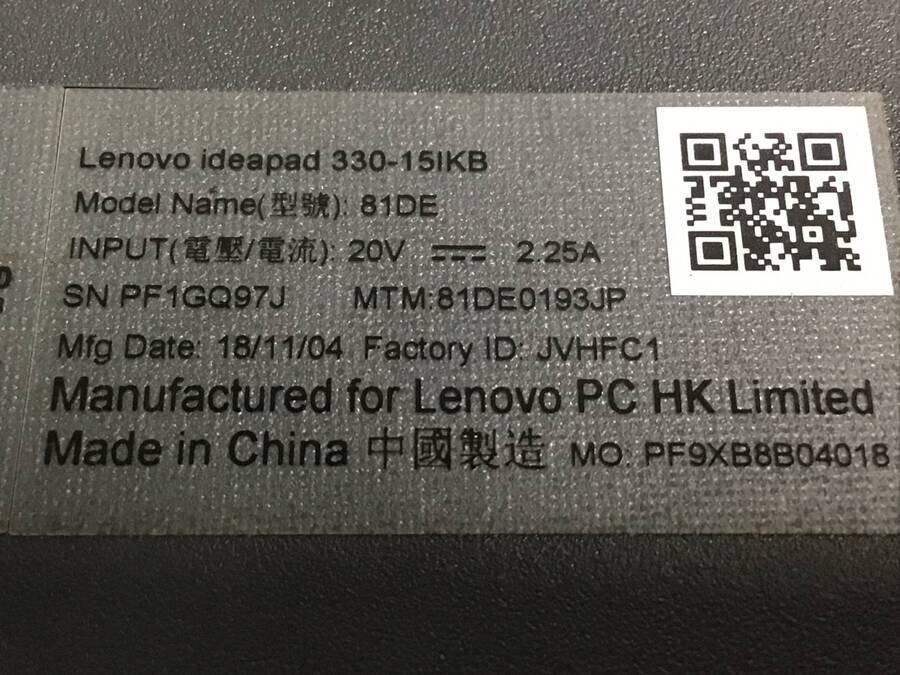 Lenovo ideapad 330-15IKB
Model Name(型號): 81DE
INPUT(電壓/電流): 20V ⎓ 2.25A
SN PF1GQ97J MTM:81DE0193JP
Mfg Date: 18/11/04 Factory ID: JVHFC1
Manufactured for Lenovo PC HK Limited
Made in China 中國製造 MO: PF9XB8B04018